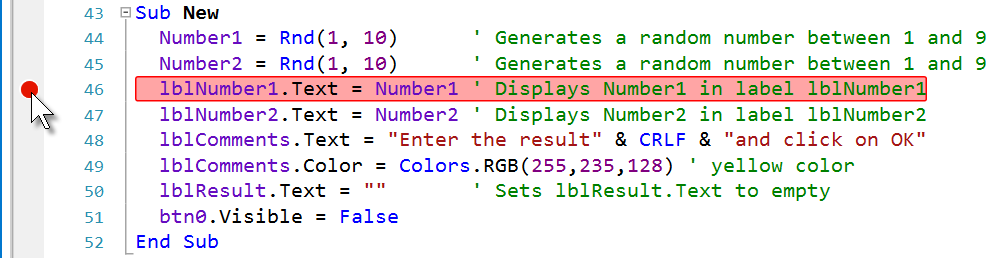 43 Sub New
44 Number1 = Rnd(1, 10) ' Generates a random number between 1 and 9
45 Number2 = Rnd(1, 10) ' Generates a random number between 1 and 9
46 lblNumber1.Text = Number1 ' Displays Number1 in label lblNumber1
47 lblNumber2.Text = Number2 ' Displays Number2 in label lblNumber2
48 lblComments.Text = "Enter the result" & CRLF & "and click on OK"
49 lblComments.Color = Colors.RGB(255,235,128) ' yellow color
50 lblResult.Text = "" ' Sets lblResult.Text to empty
51 btn0.Visible = False
52 End Sub